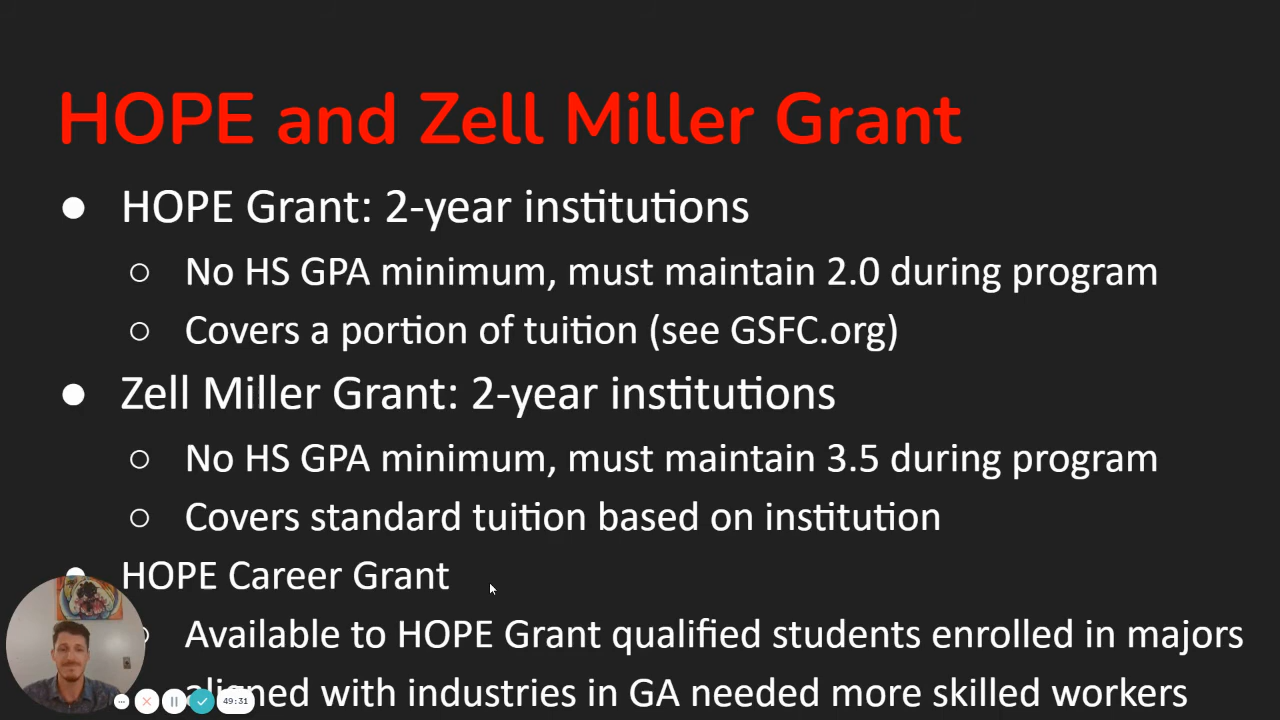 HOPE and Zell Miller Grant
● HOPE Grant: 2-year institutions
○ No HS GPA minimum, must maintain 2.0 during program
○ Covers a portion of tuition (see GSFC.org)
● Zell Miller Grant: 2-year institutions
○ No HS GPA minimum, must maintain 3.5 during program
○ Covers standard tuition based on institution
● HOPE Career Grant
○ Available to HOPE Grant qualified students enrolled in majors
aligned with industries in GA needed more skilled workers
49:31